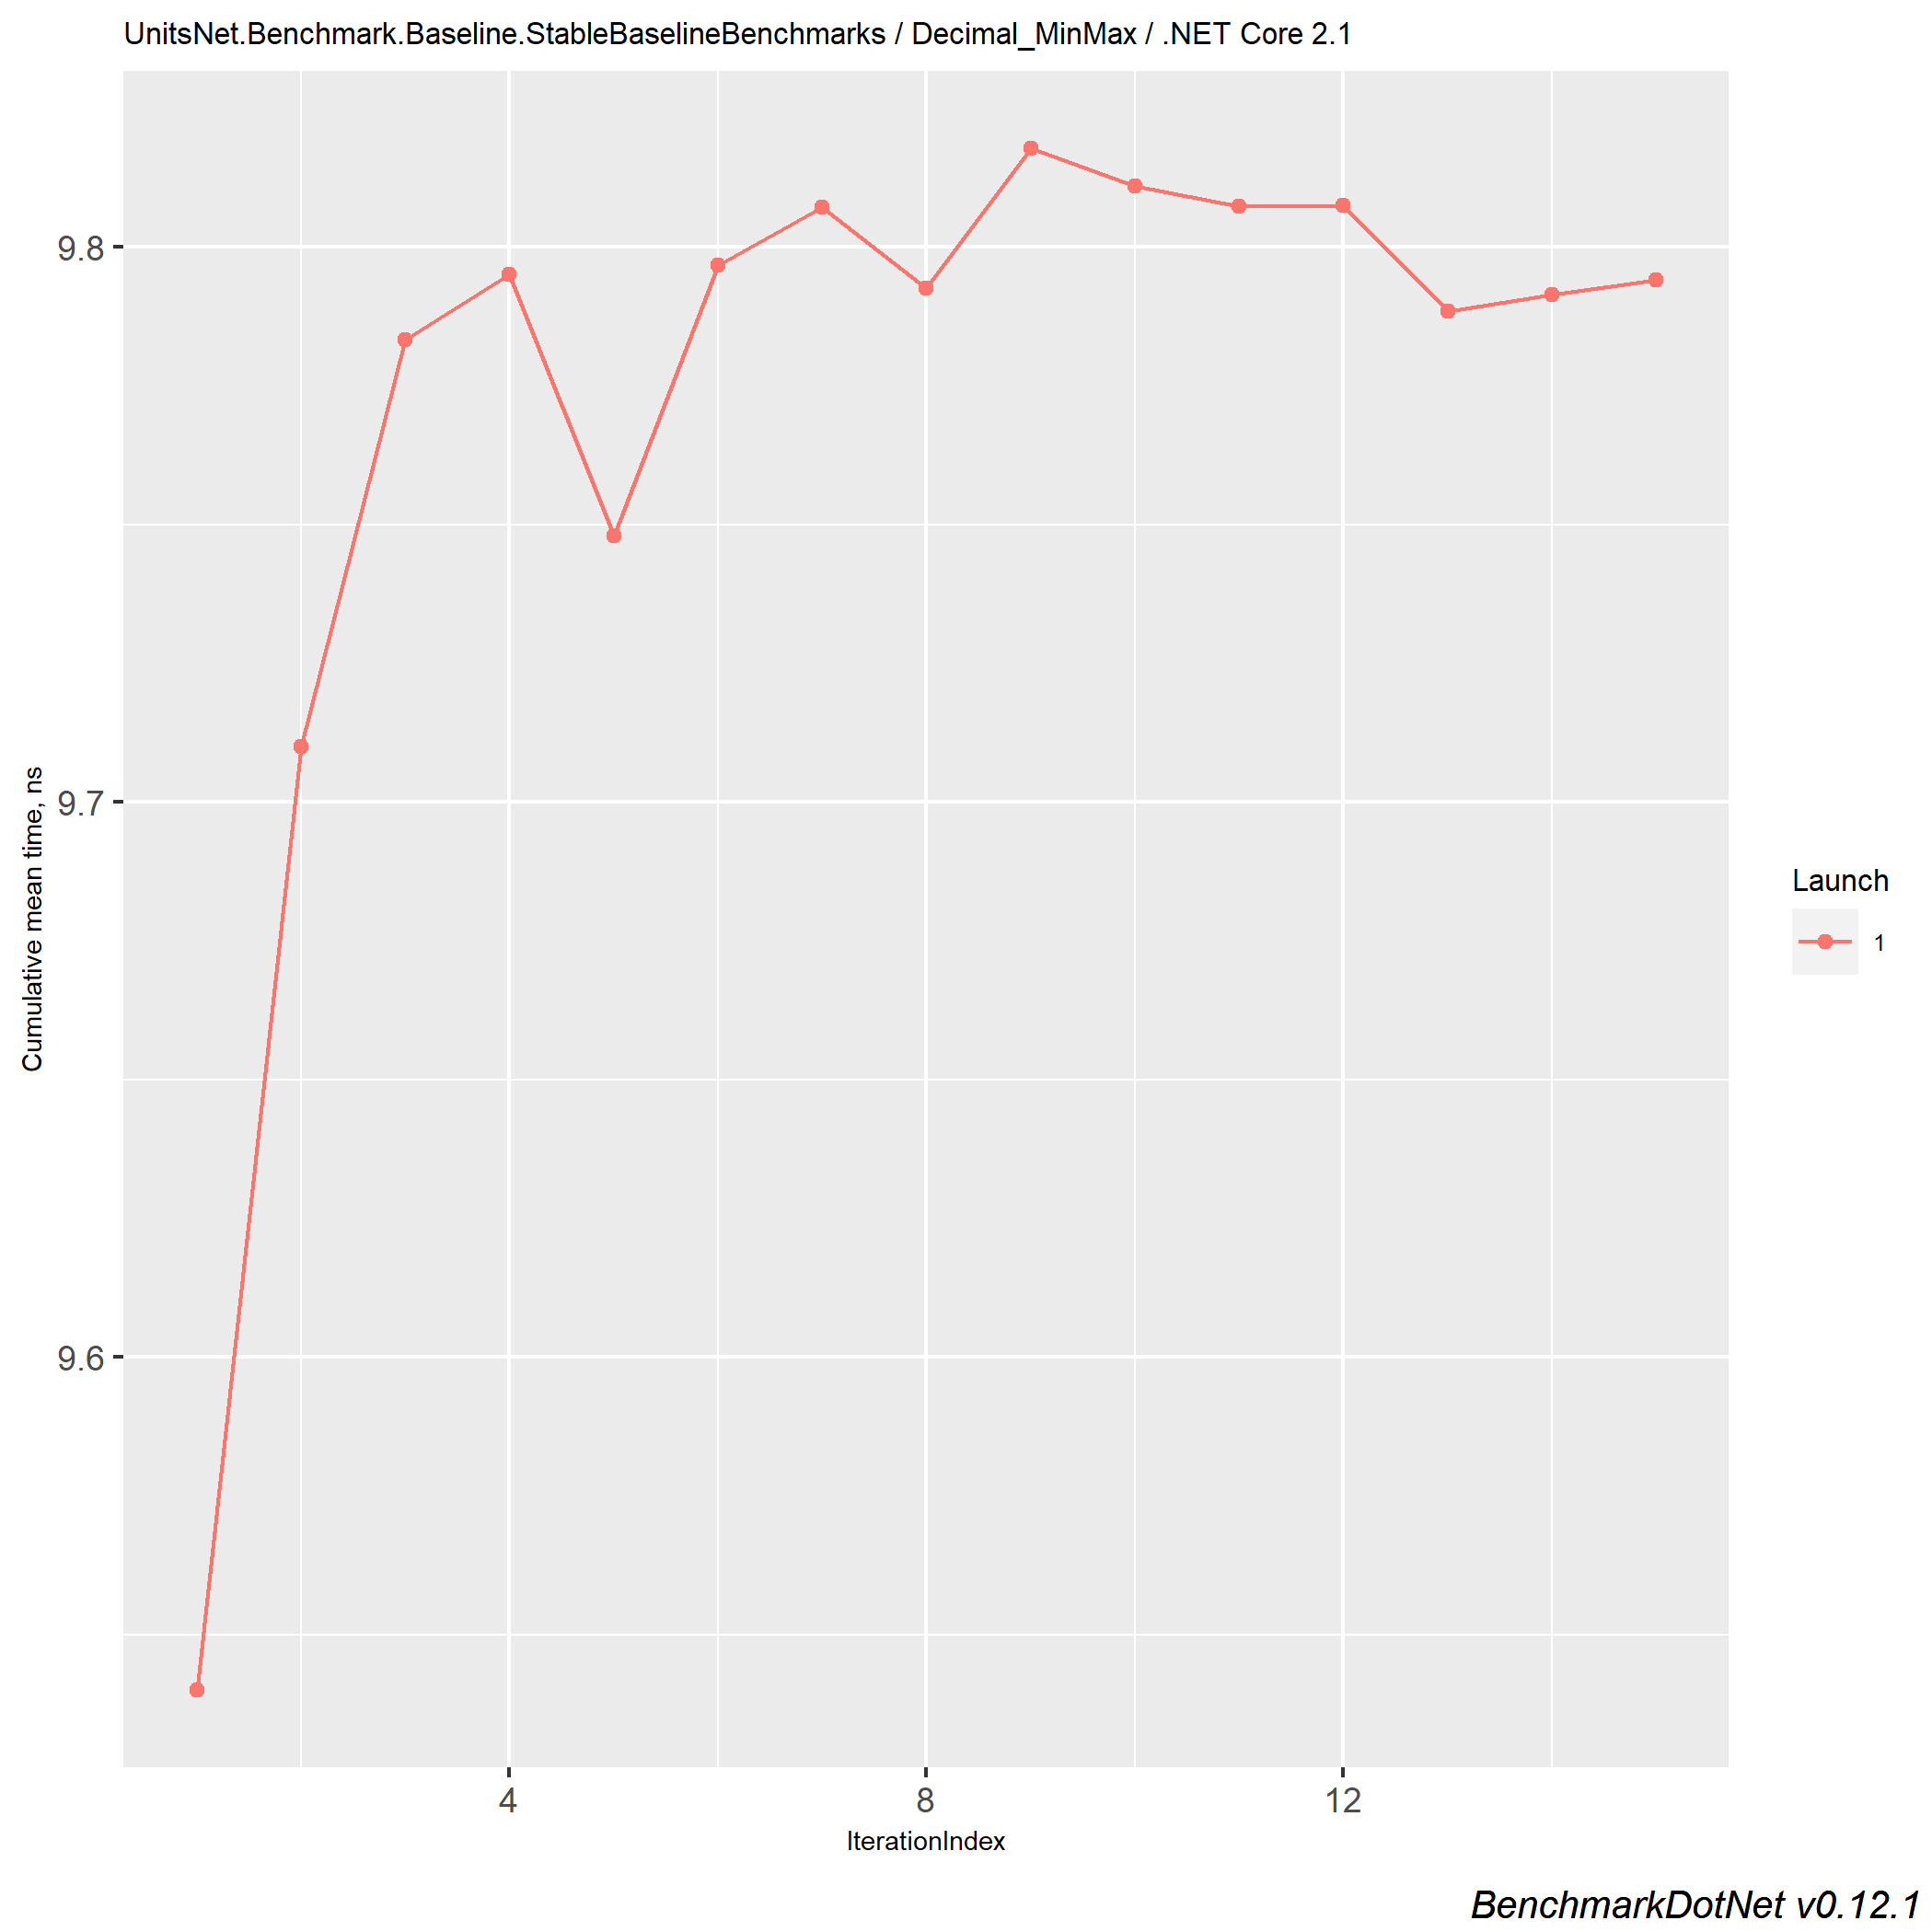 UnitsNet.Benchmark.Baseline.StableBaselineBenchmarks / Decimal_MinMax / .NET Core 2.1
9.8
9.7
9.6
Cumulative mean time, ns
4 8 12
IterationIndex
Launch
1
BenchmarkDotNet v0.12.1